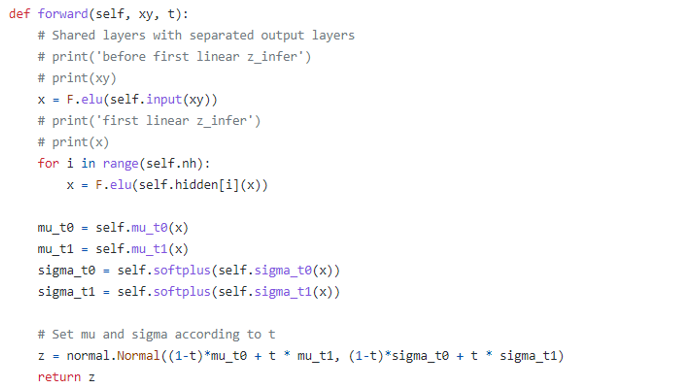 def forward(self, xy, t):
    # Shared layers with separated output layers
    # print('before first linear z_infer')
    # print(xy)
    x = F.elu(self.input(xy))
    # print('first linear z_infer')
    # print(x)
    for i in range(self.nh):
        x = F.elu(self.hidden[i](x))

    mu_t0 = self.mu_t0(x)
    mu_t1 = self.mu_t1(x)
    sigma_t0 = self.softplus(self.sigma_t0(x))
    sigma_t1 = self.softplus(self.sigma_t1(x))

    # Set mu and sigma according to t
    z = normal.Normal((1-t)*mu_t0 + t * mu_t1, (1-t)*sigma_t0 + t * sigma_t1)
    return z